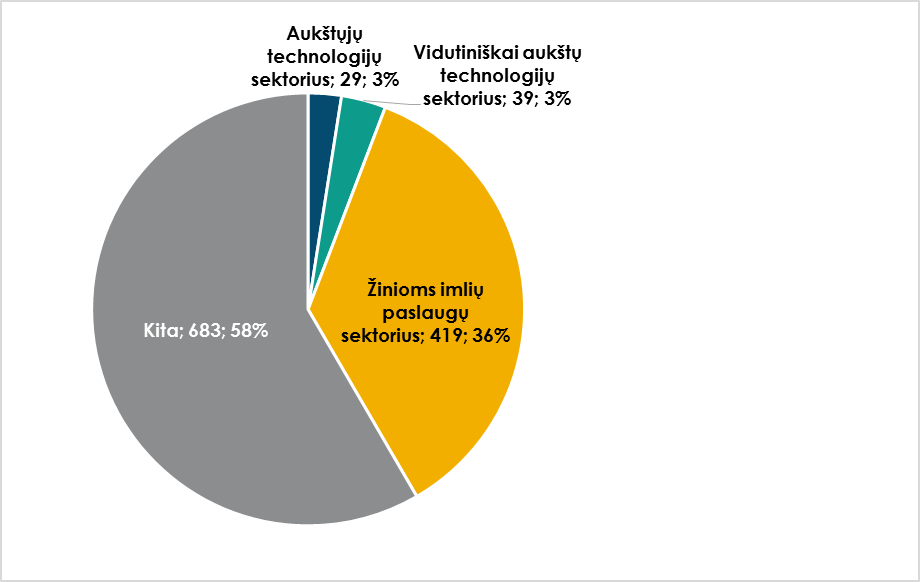 Aukštųjų
technologijų
sektorius; 29; 3%
Vidutiniškai aukštų
technologijų
sektorius; 39; 3%
Žinioms imlių
paslaugų
sektorius; 419; 36%
Kita; 683; 58%